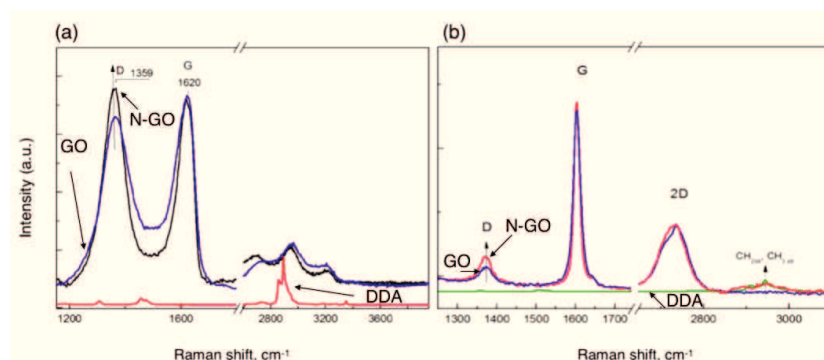 (a)
D
1359
G
1620
N-GO
GO
DDA
Intensity (a.u.)
1200 1600 2800 3200 3600
Raman shift, cm-1
(b)
G
2D
D
N-GO
GO
DDA
1300 1400 1600 1700 2800 3000
Raman shift, cm-1